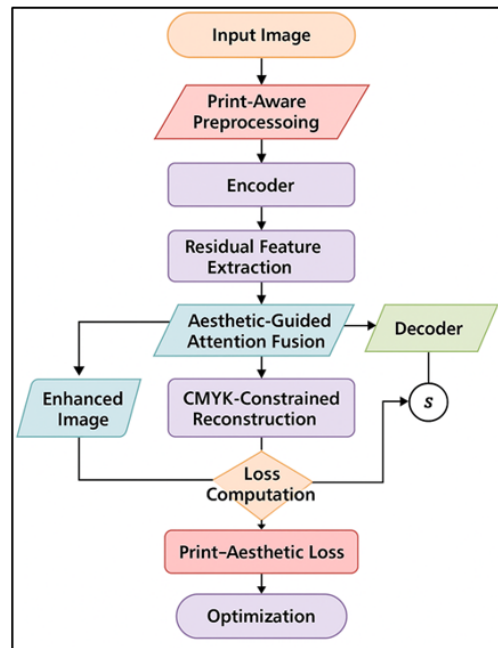 Input Image
Print-Aware
Preprocessoing
Encoder
Residual Feature
Extraction
Aesthetic-Guided
Attention Fusion
Decoder
Enhanced
Image
CMYK-Constrained
Reconstruction
s
Loss
Computation
Print–Aesthetic Loss
Optimization